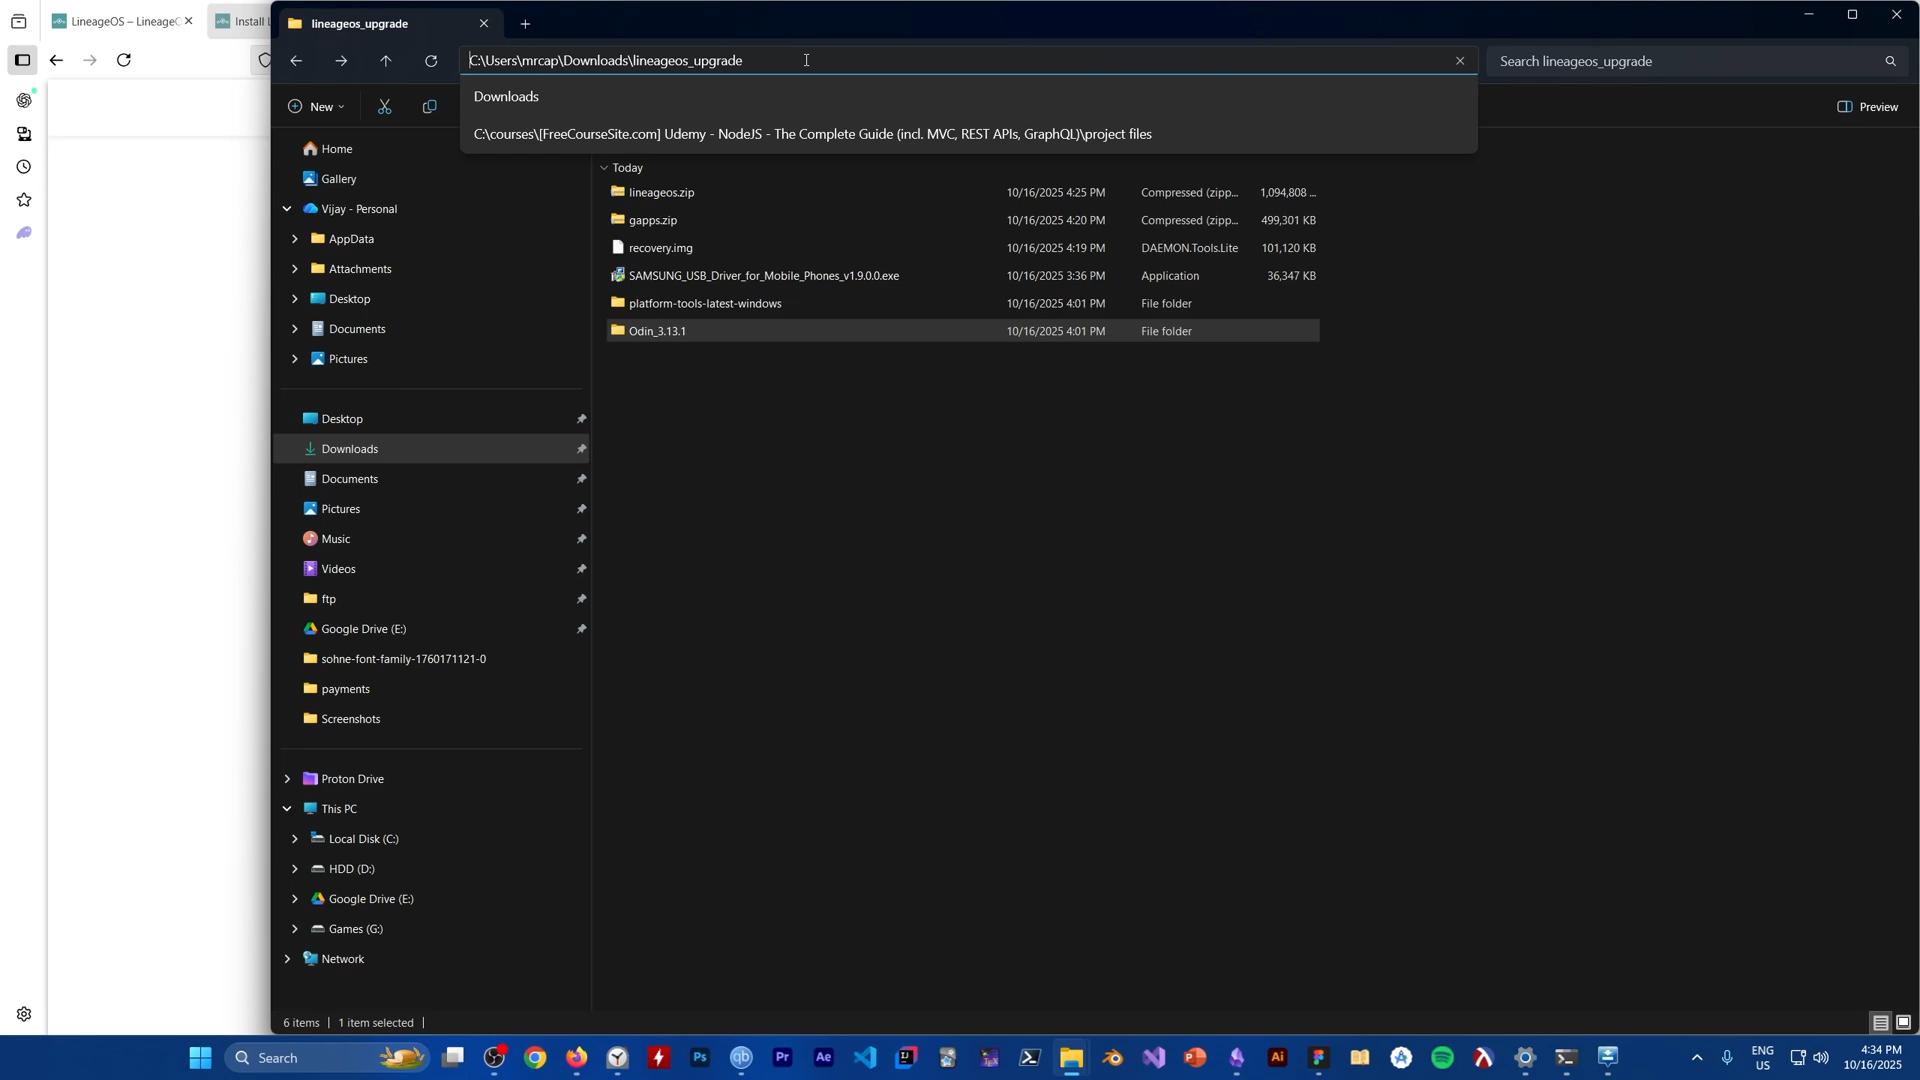 LineageOS – LineageO
Install L
lineageos_upgrade
C:\Users\mrcap\Downloads\lineageos_upgrade
Search lineageos_upgrade
Downloads
C:\courses\[FreeCourseSite.com] Udemy - NodeJS - The Complete Guide (incl. MVC, REST APIs, GraphQL)\project files
New
Preview
Home
Gallery
Vijay - Personal
AppData
Attachments
Desktop
Documents
Pictures
Desktop
Downloads
Documents
Pictures
Music
Videos
ftp
Google Drive (E:)
sohne-font-family-1760171121-0
payments
Screenshots
Proton Drive
This PC
Local Disk (C:)
HDD (D:)
Google Drive (E:)
Games (G:)
Network
Today
lineageos.zip 10/16/2025 4:25 PM Compressed (zipp... 1,094,808 ...
gapps.zip 10/16/2025 4:20 PM Compressed (zipp... 499,301 KB
recovery.img 10/16/2025 4:19 PM DAEMON.Tools.Lite 101,120 KB
SAMSUNG_USB_Driver_for_Mobile_Phones_v1.9.0.0.exe 10/16/2025 3:36 PM Application 36,347 KB
platform-tools-latest-windows 10/16/2025 4:01 PM File folder
Odin_3.13.1 10/16/2025 4:01 PM File folder
6 items
1 item selected
Search
Ps
qb
Pr
Ae
Ai
ENG
US
4:34 PM
10/16/2025